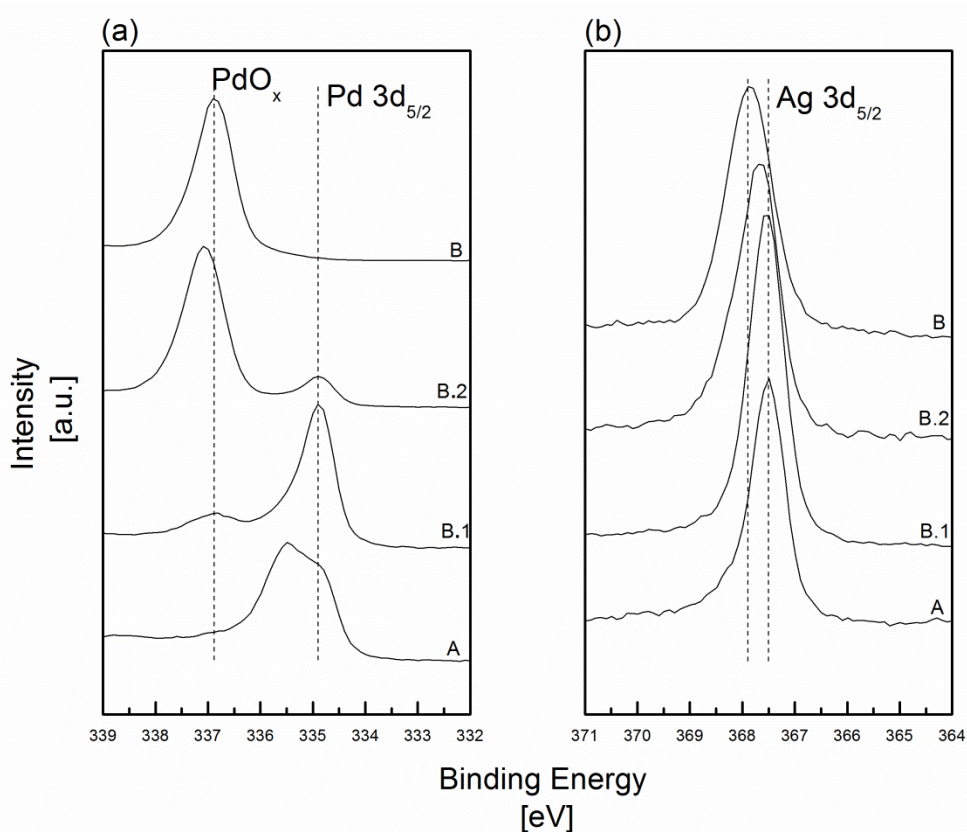 (a)
(b)
PdOx
Pd 3d5/2
Ag 3d5/2
B
B.2
B.1
A
B
B.2
B.1
A
Intensity
[a.u.]
339 338 337 336 335 334 333 332
371 370 369 368 367 366 365 364
Binding Energy
[eV]